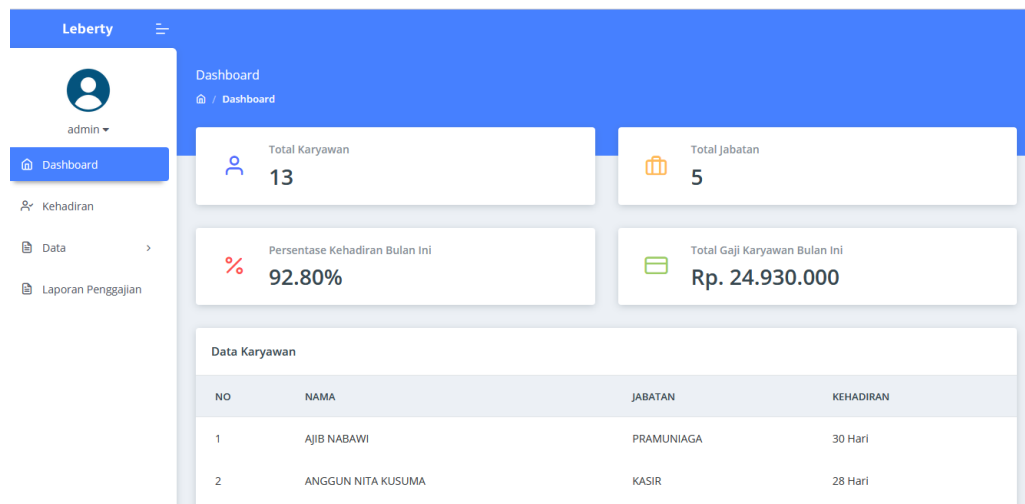 Leberty
admin
Dashboard
Kehadiran
Data
Laporan Penggajian
Dashboard
/ Dashboard
Total Karyawan
13
Total Jabatan
5
Persentase Kehadiran Bulan Ini
92.80%
Total Gaji Karyawan Bulan Ini
Rp. 24.930.000
Data Karyawan
NO NAMA JABATAN KEHADIRAN
1 AJIB NABAWI PRAMUNIAGA 30 Hari
2 ANGGUN NITA KUSUMA KASIR 28 Hari